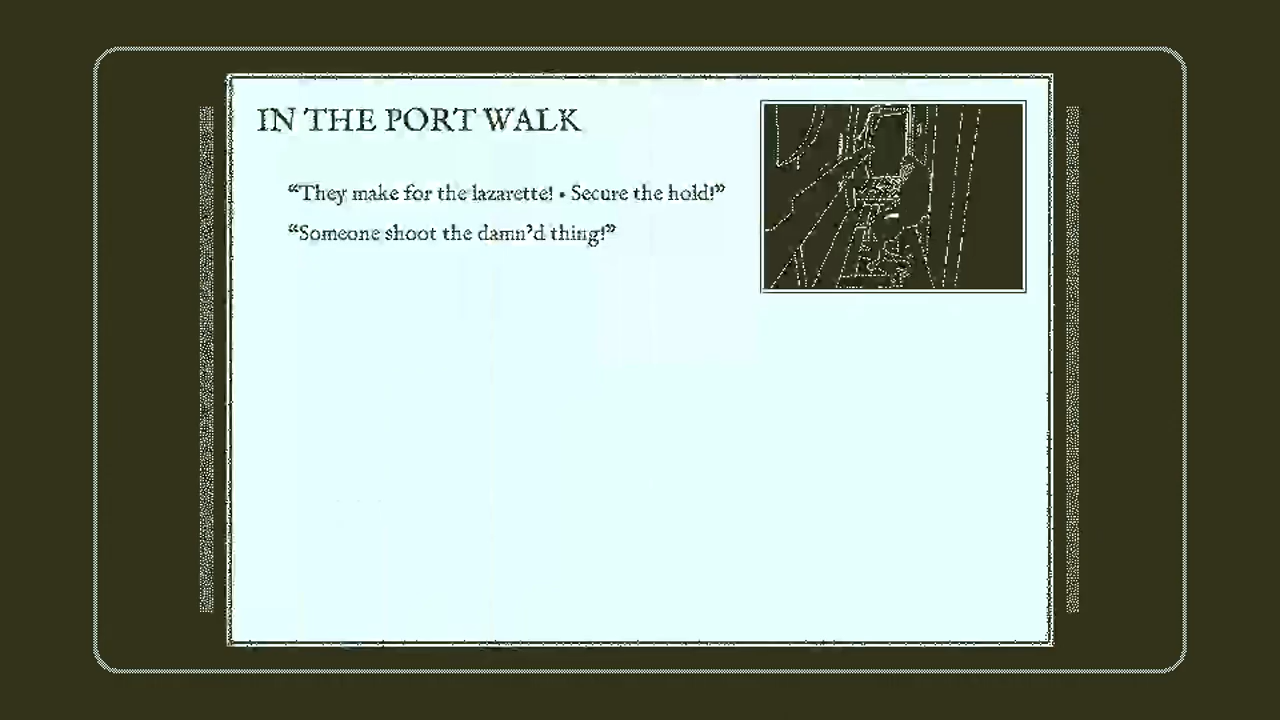 IN THE PORT WALK
“They make for the lazarette! • Secure the hold!”
“Someone shoot the damn’d thing!”